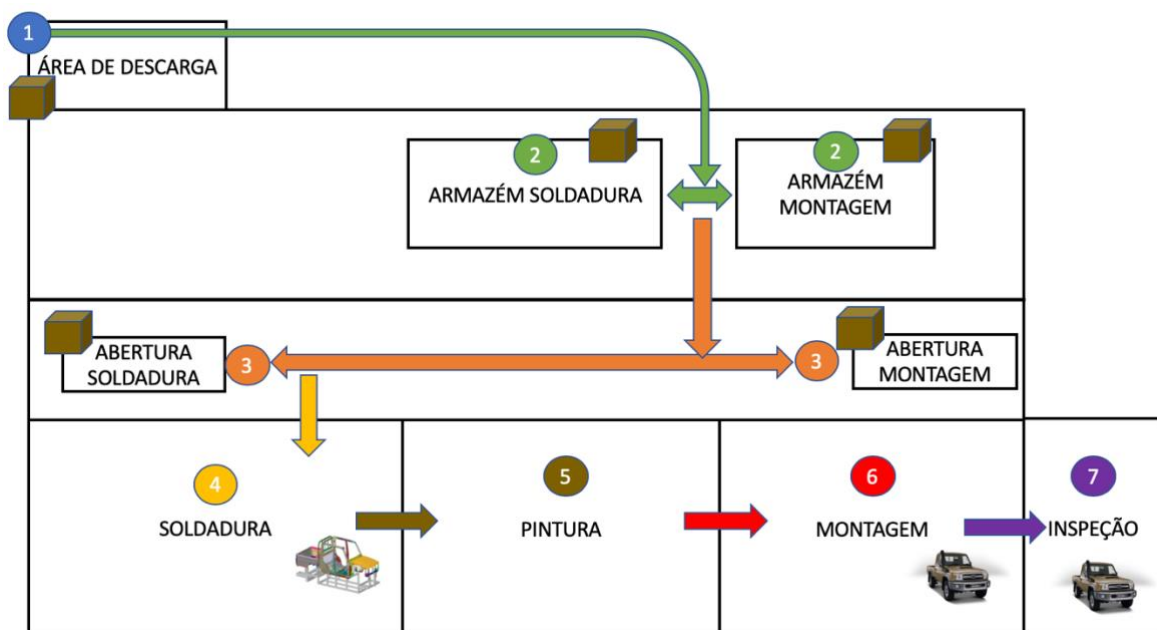 1
ÁREA DE DESCARGA
2
ARMAZÉM SOLDADURA
2
ARMAZÉM
MONTAGEM
ABERTURA
SOLDADURA
3
3
ABERTURA
MONTAGEM
4
SOLDADURA
5
PINTURA
6
MONTAGEM
7
INSPEÇÃO